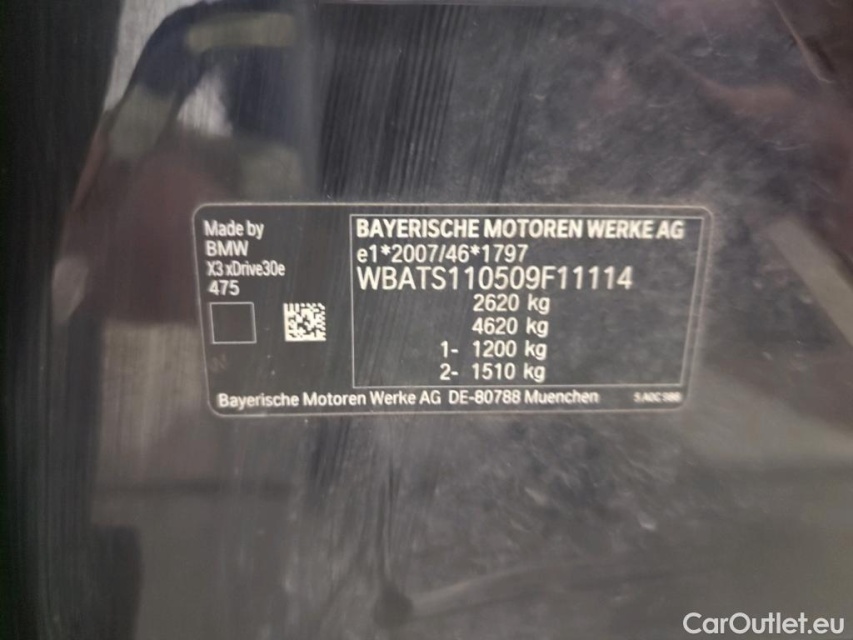 Made by
BMW
X3 xDrive30e
475
BAYERISCHE MOTOREN WERKE AG
e1*2007/46*1797
WBATS110509F11114
2620 kg
4620 kg
1- 1200 kg
2- 1510 kg
Bayerische Motoren Werke AG DE-80788 Muenchen
CarOutlet.eu